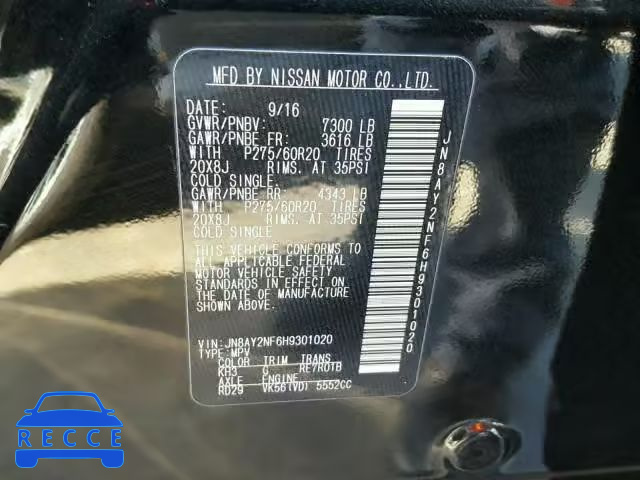 MFD BY NISSAN MOTOR CO.,LTD.
DATE: 9/16
GVWR/PNBV: 7300 LB
GAWR/PNBE FR: 3616 LB
WITH P275/60R20 TIRES
20X8J RIMS. AT 35PSI
COLD SINGLE
GAWR/PNBE RR: 4343 LB
WITH P275/60R20 TIRES
20X8J RIMS. AT 35PSI
COLD SINGLE
THIS VEHICLE CONFORMS TO
ALL APPLICABLE FEDERAL
MOTOR VEHICLE SAFETY
STANDARDS IN EFFECT ON
THE DATE OF MANUFACTURE
SHOWN ABOVE.
VIN: JN8AY2NF6H9301020
TYPE: MPV
COLOR TRIM TRANS
KH3 G RE7R01B
AXLE ENGINE
RD29 VK56(VD) 5552CC
JN8AY2NF6H9301020
AUTO
RECCE